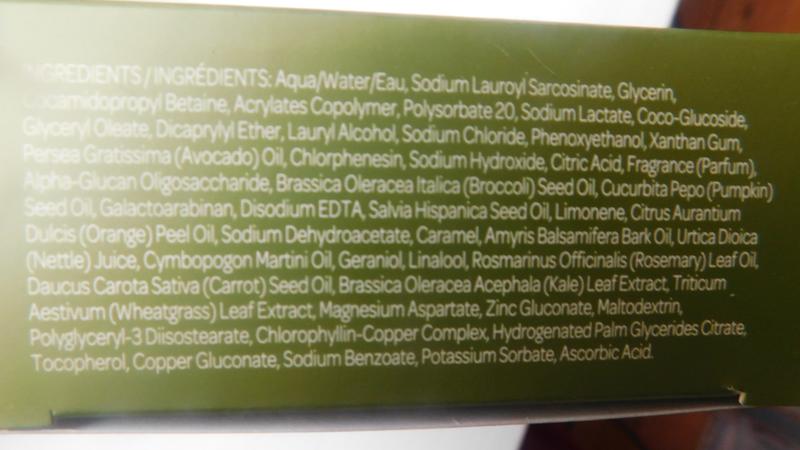 INGREDIENTS / INGRÉDIENTS: Aqua/Water/Eau, Sodium Lauroyl Sarcosinate, Glycerin,
Cocamidopropyl Betaine, Acrylates Copolymer, Polysorbate 20, Sodium Lactate, Coco-Glucoside,
Glyceryl Oleate, Dicaprylyl Ether, Lauryl Alcohol, Sodium Chloride, Phenoxyethanol, Xanthan Gum,
Persea Gratissima (Avocado) Oil, Chlorphenesin, Sodium Hydroxide, Citric Acid, Fragrance (Parfum),
Alpha-Glucan Oligosaccharide, Brassica Oleracea Italica (Broccoli) Seed Oil, Cucurbita Pepo (Pumpkin)
Seed Oil, Galactoarabinan, Disodium EDTA, Salvia Hispanica Seed Oil, Limonene, Citrus Aurantium
Dulcis (Orange) Peel Oil, Sodium Dehydroacetate, Caramel, Amyris Balsamifera Bark Oil, Urtica Dioica
(Nettle) Juice, Cymbopogon Martini Oil, Geraniol, Linalool, Rosmarinus Officinalis (Rosemary) Leaf Oil,
Daucus Carota Sativa (Carrot) Seed Oil, Brassica Oleracea Acephala (Kale) Leaf Extract, Triticum
Aestivum (Wheatgrass) Leaf Extract, Magnesium Aspartate, Zinc Gluconate, Maltodextrin,
Polyglyceryl-3 Diisostearate, Chlorophyllin-Copper Complex, Hydrogenated Palm Glycerides Citrate,
Tocopherol, Copper Gluconate, Sodium Benzoate, Potassium Sorbate, Ascorbic Acid.